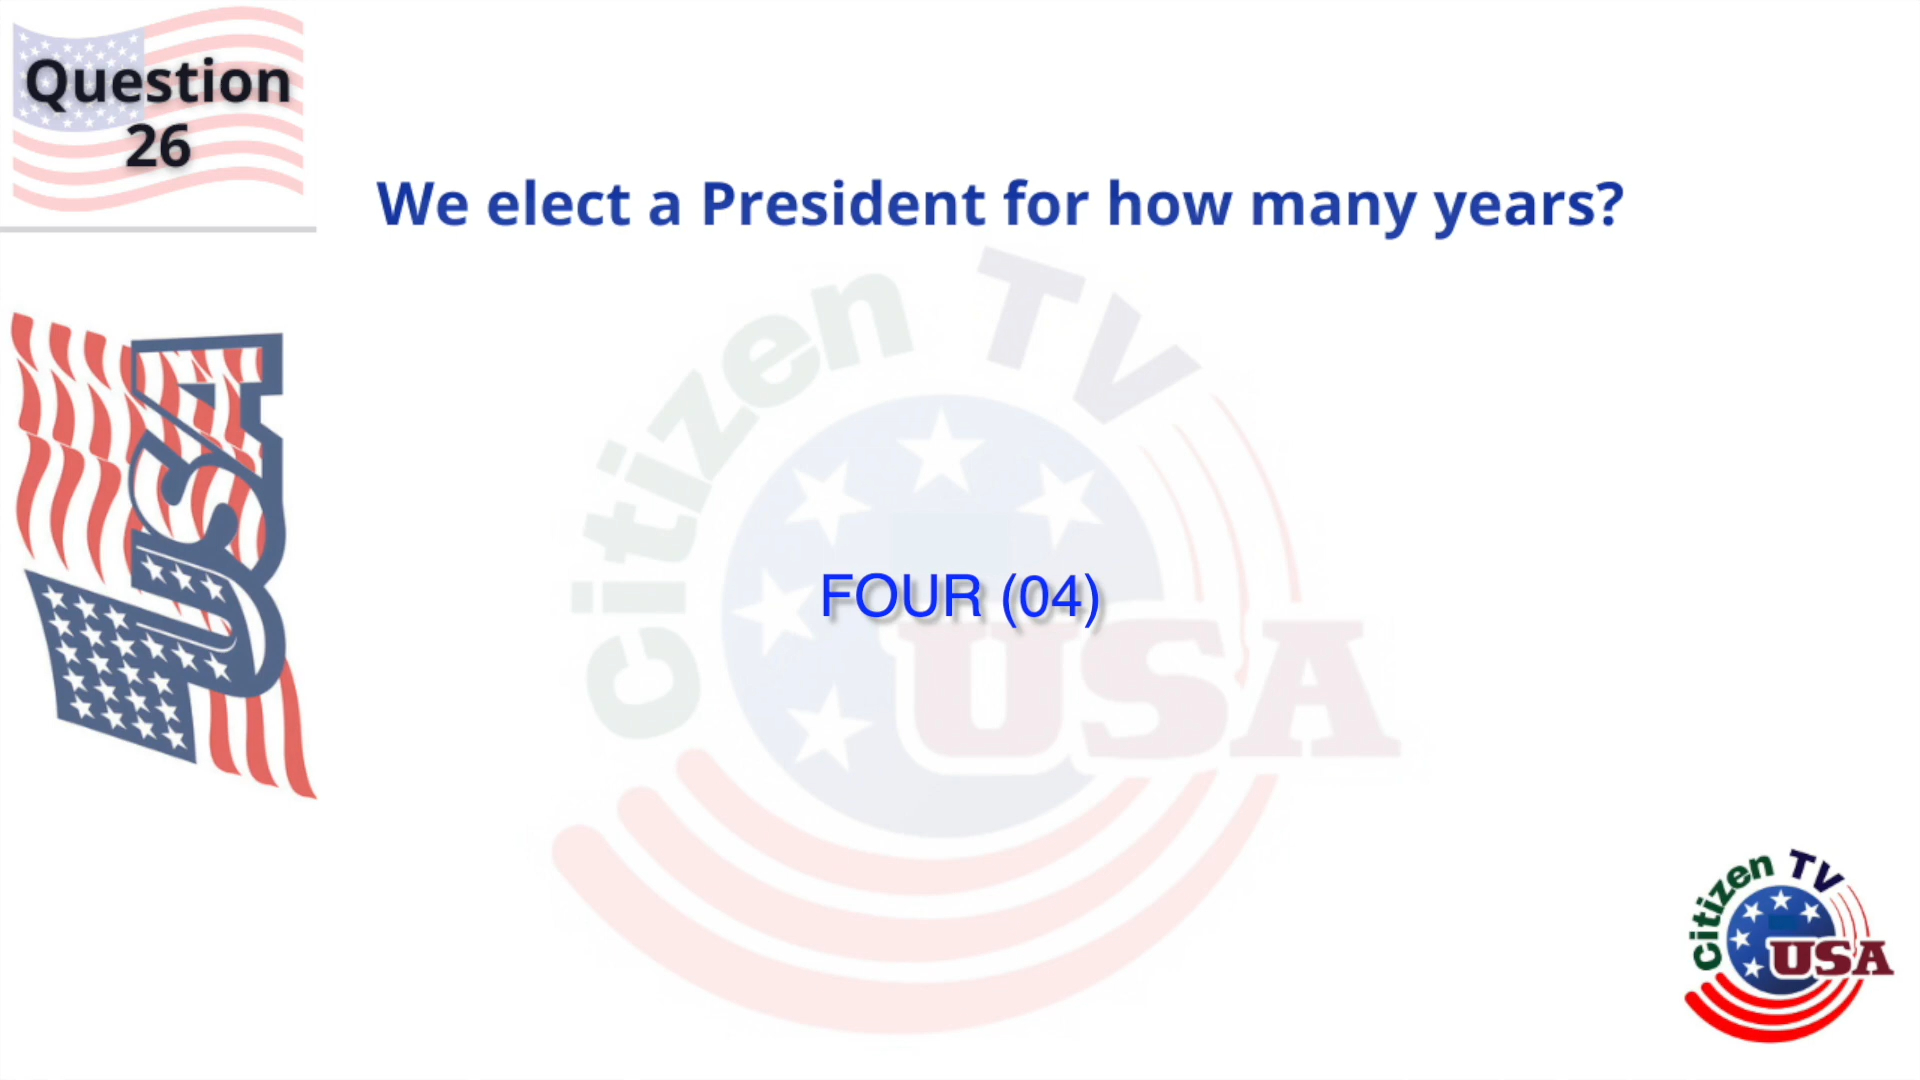 Question
26
We elect a President for how many years?
USA
Citizen TV
USA
FOUR (04)
Citizen TV
USA